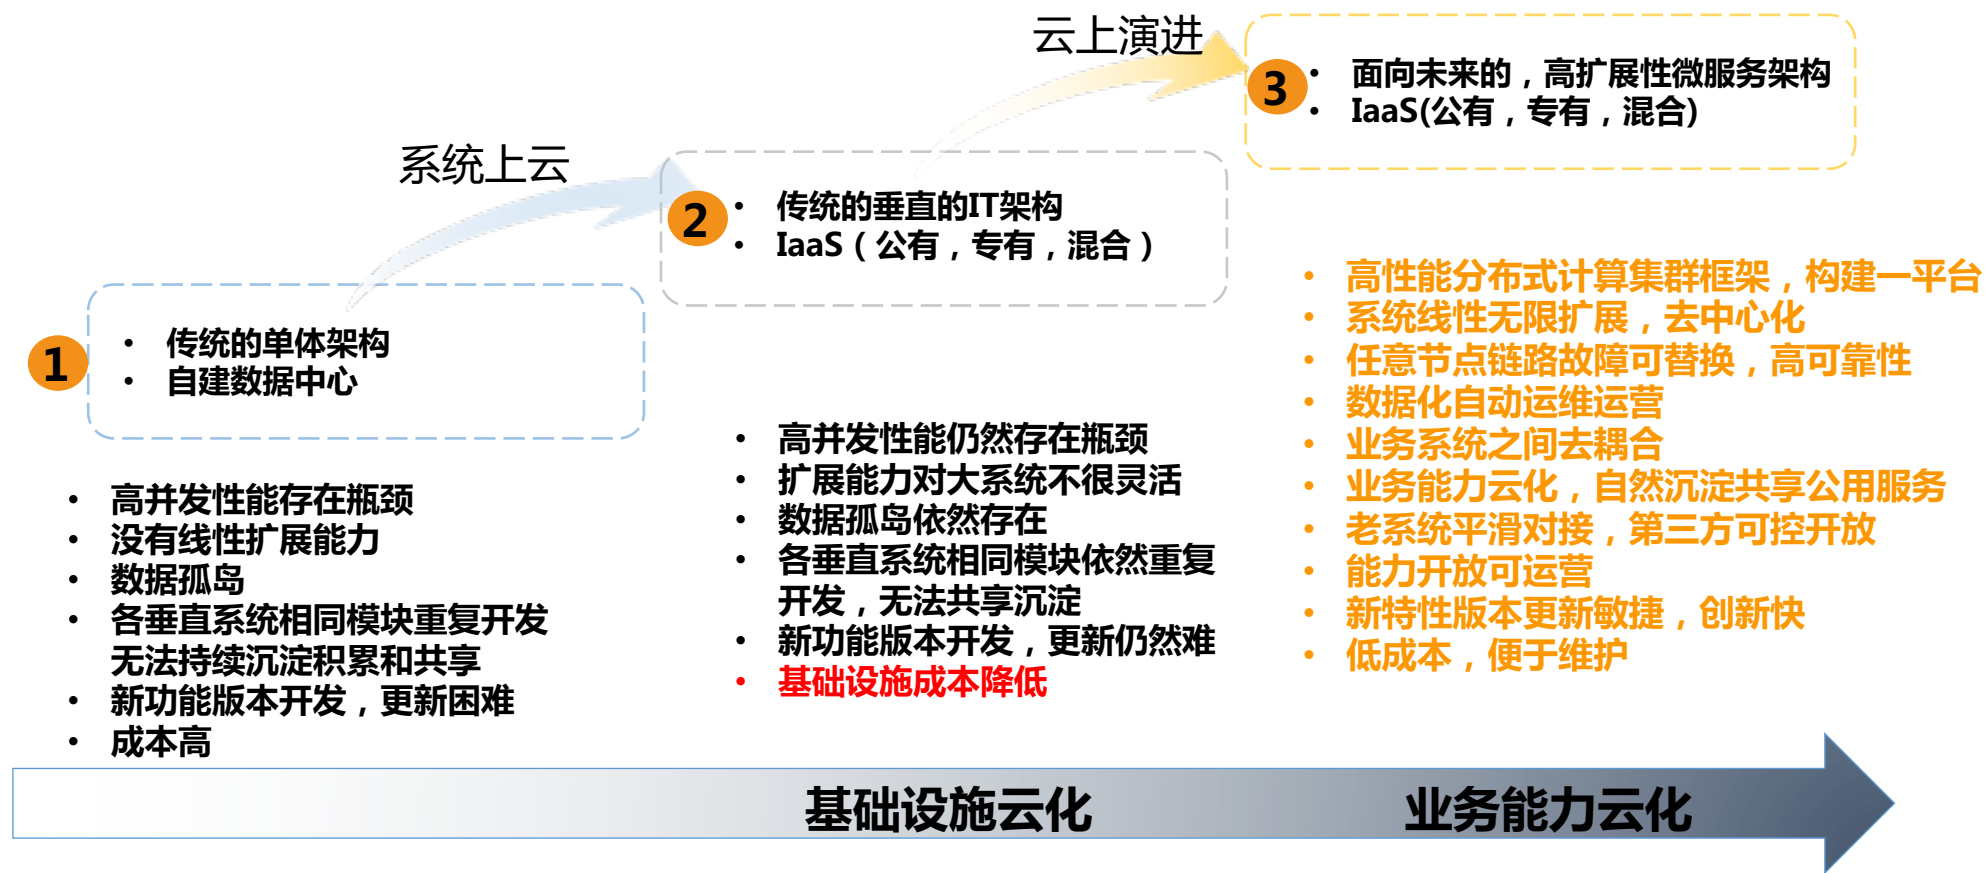 云上演进
3
• 面向未来的，高扩展性微服务架构
• IaaS(公有，专有，混合)
系统上云
2
• 传统的垂直的IT架构
• IaaS（公有，专有，混合）
1
• 传统的单体架构
• 自建数据中心
• 高并发性能存在瓶颈
• 没有线性扩展能力
• 数据孤岛
• 各垂直系统相同模块重复开发
无法持续沉淀积累和共享
• 新功能版本开发，更新困难
• 成本高
• 高并发性能仍然存在瓶颈
• 扩展能力对大系统不很灵活
• 数据孤岛依然存在
• 各垂直系统相同模块依然重复
开发，无法共享沉淀
• 新功能版本开发，更新仍然难
• 基础设施成本降低
• 高性能分布式计算集群框架，构建一平台
• 系统线性无限扩展，去中心化
• 任意节点链路故障可替换，高可靠性
• 数据化自动运维运营
• 业务系统之间去耦合
• 业务能力云化，自然沉淀共享公用服务
• 老系统平滑对接，第三方可控开放
• 能力开放可运营
• 新特性版本更新敏捷，创新快
• 低成本，便于维护
基础设施云化
业务能力云化